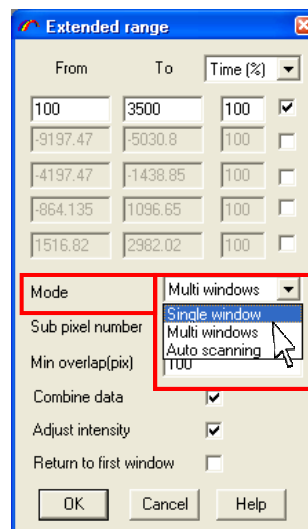 Extended range
From To Time (%)
100 3500 100
-9197.47 -5030.8 100
-4197.47 -1438.85 100
-864.135 1096.65 100
1516.82 2982.02 100
Mode Multi windows
Single window
Sub pixel number Multi windows
Auto scanning
Min overlap(pix) 100
Combine data
Adjust intensity
Return to first window
OK Cancel Help